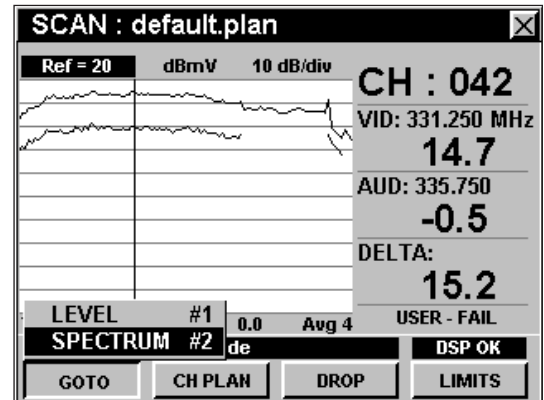 SCAN : default.plan
Ref = 20 dBmV 10 dB/div
CH : 042
VID: 331.250 MHz
14.7
AUD: 335.750
-0.5
DELTA:
15.2
USER - FAIL
LEVEL #1
SPECTRUM #2
0.0 Avg 4
de
DSP OK
GOTO CH PLAN DROP LIMITS